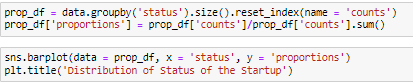 prop_df = data.groupby('status').size().reset_index(name = 'counts')
prop_df['proportions'] = prop_df['counts']/prop_df['counts'].sum()
sns.barplot(data = prop_df, x = 'status', y = 'proportions')
plt.title('Distribution of Status of the Startup')